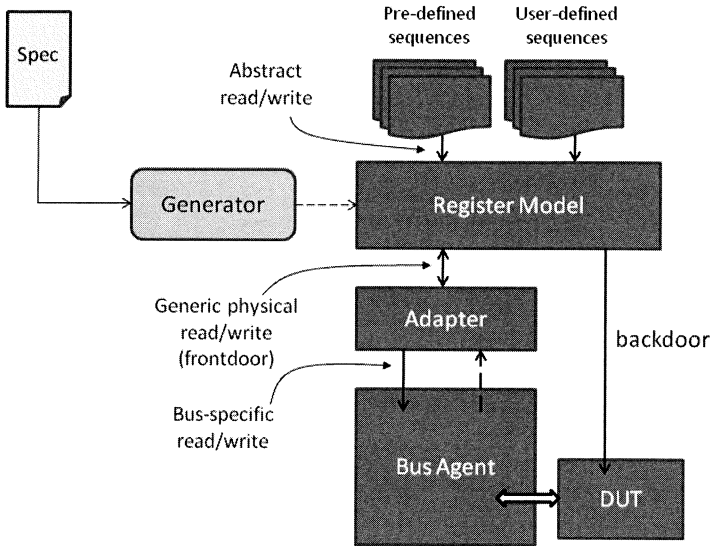 Pre-defined
sequences
User-defined
sequences
Spec
Abstract
read/write
Generator
Register Model
Generic physical
read/write
(frontdoor)
Adapter
backdoor
Bus-specific
read/write
Bus Agent
DUT